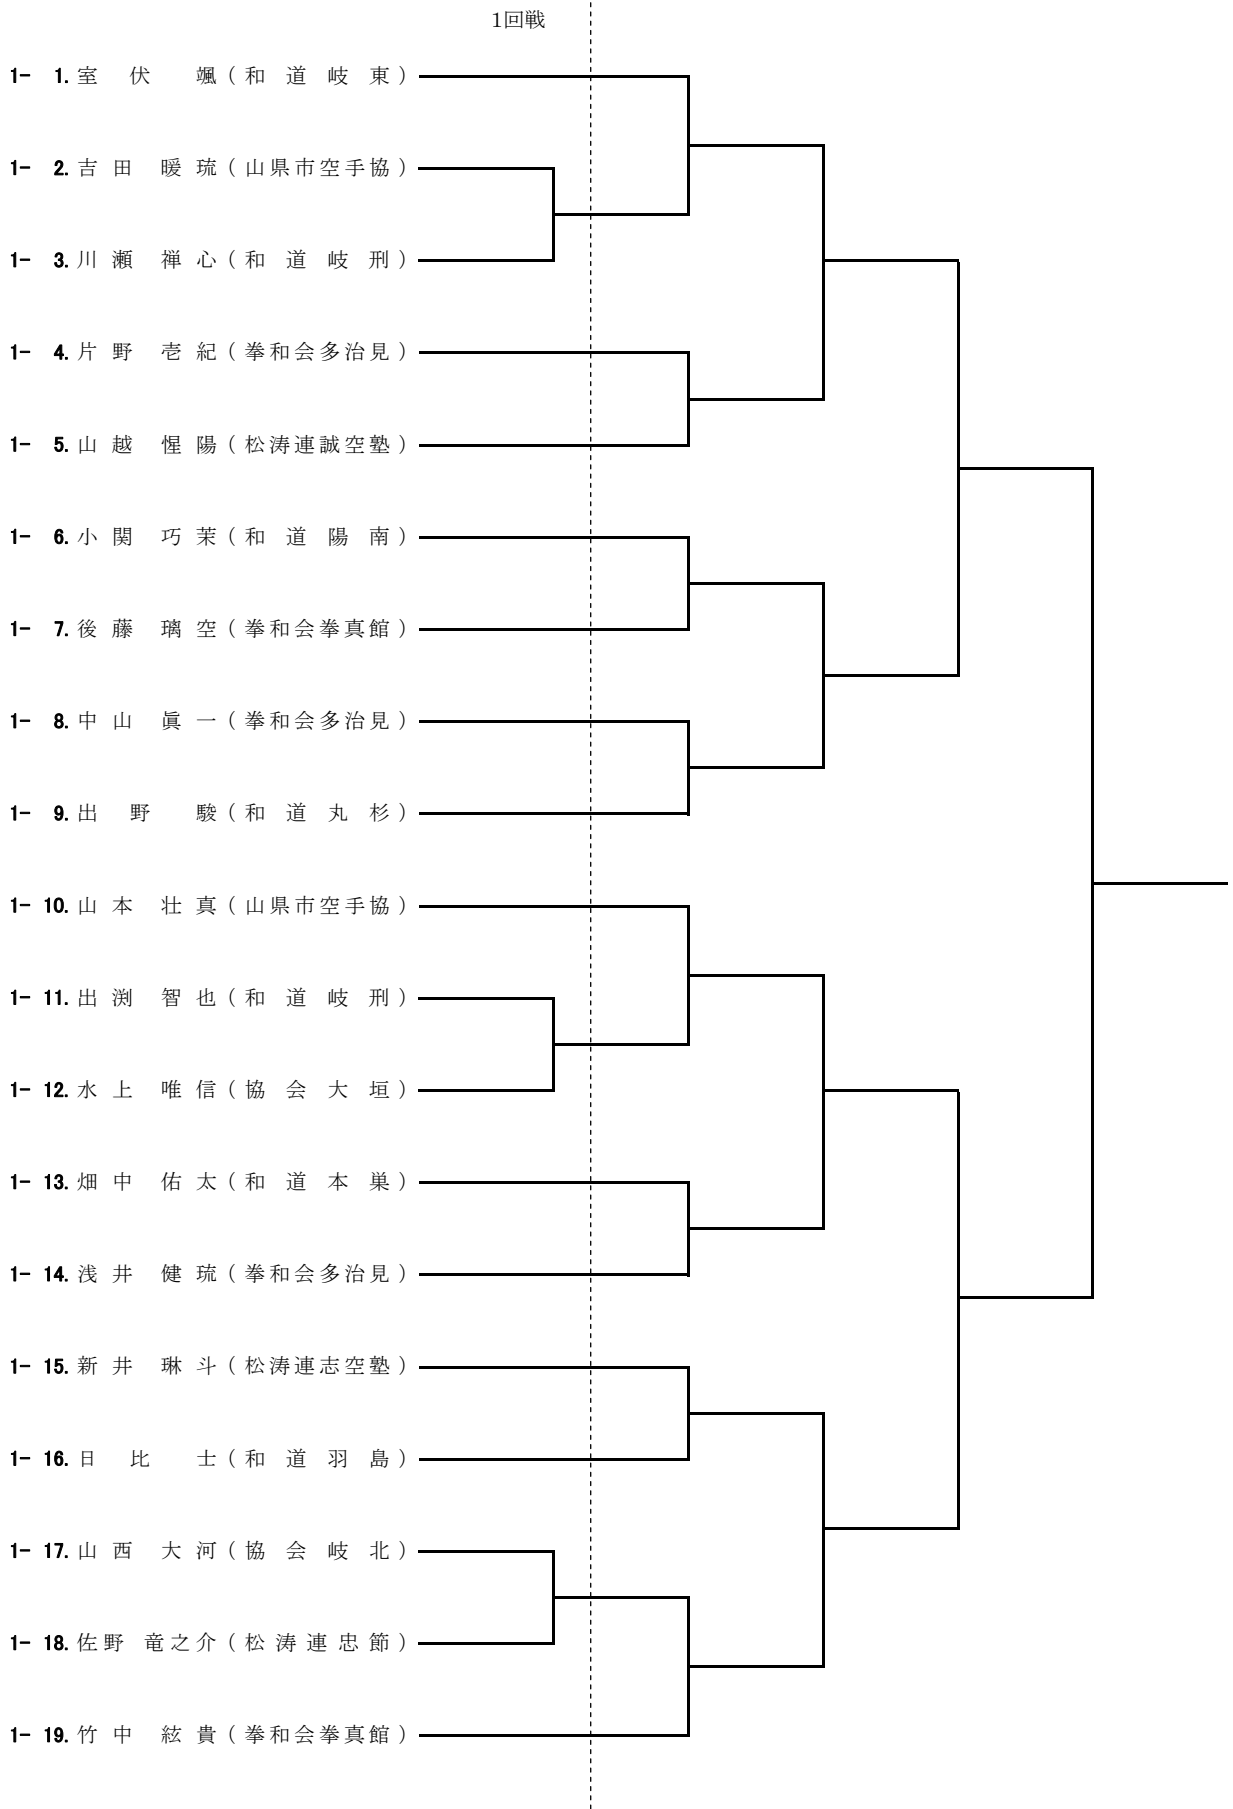 1回戦
1- 1. 室伏 颯 (和道岐東)
1- 2. 吉田 暖琉 (山県市空手協)
1- 3. 川瀬 禅心 (和道岐刑)
1- 4. 片野 壱紀 (拳和会多治見)
1- 5. 山越 惺陽 (松涛連誠空塾)
1- 6. 小関 巧茉 (和道陽南)
1- 7. 後藤 璃空 (拳和会拳真館)
1- 8. 中山 眞一 (拳和会多治見)
1- 9. 出野 駿 (和道丸杉)
1- 10. 山本 壮真 (山県市空手協)
1- 11. 出渕 智也 (和道岐刑)
1- 12. 水上 唯信 (協会大垣)
1- 13. 畑中 佑太 (和道本巣)
1- 14. 浅井 健琉 (拳和会多治見)
1- 15. 新井 琳斗 (松涛連志空塾)
1- 16. 日比 士 (和道羽島)
1- 17. 山西 大河 (協会岐北)
1- 18. 佐野 竜之介 (松涛連忠節)
1- 19. 竹中 絃貴 (拳和会拳真館)